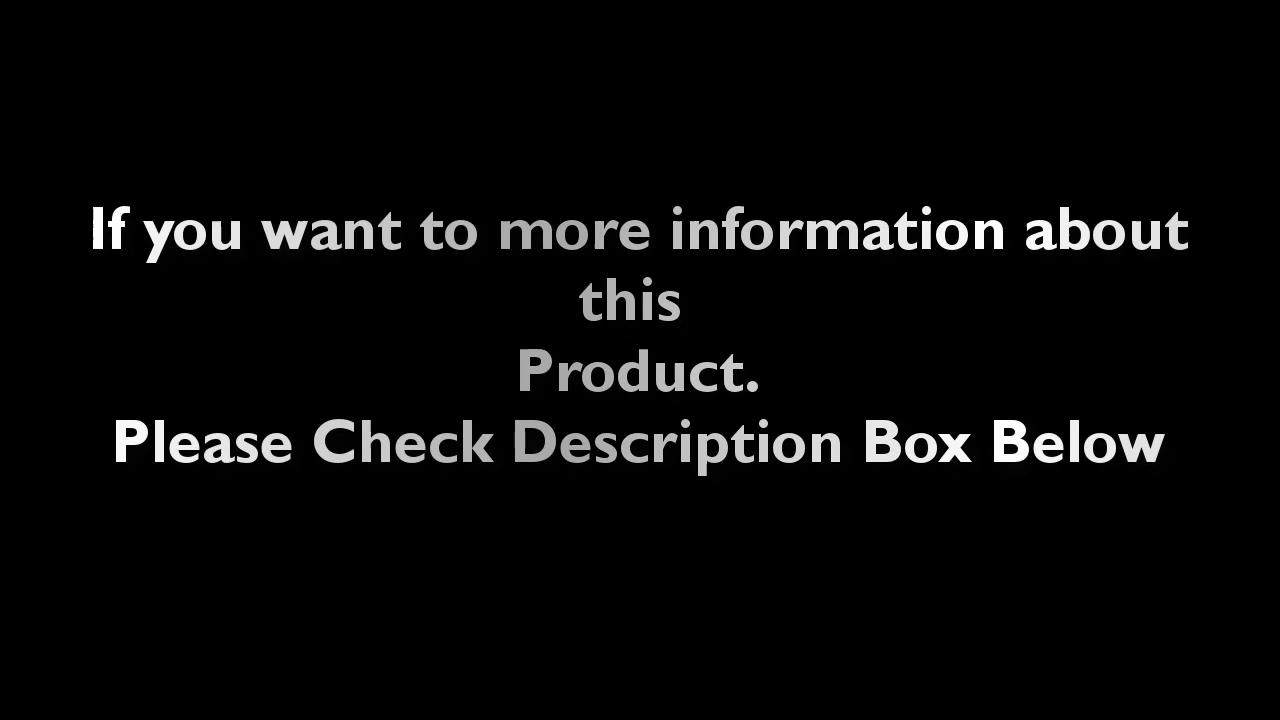 If you want to more information about
this
Product.
Please Check Description Box Below